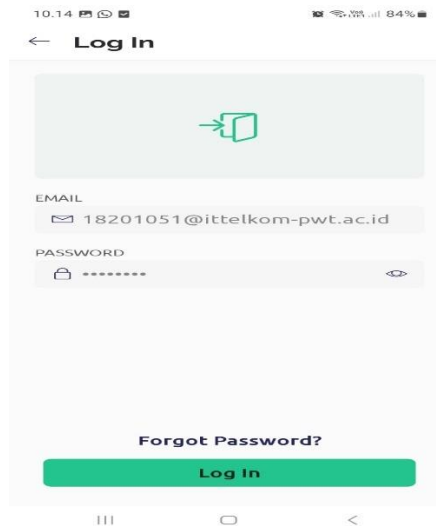 10.14 84%
← Log In
EMAIL
18201051@ittelkom-pwt.ac.id
PASSWORD
••••••••
Forgot Password?
Log In